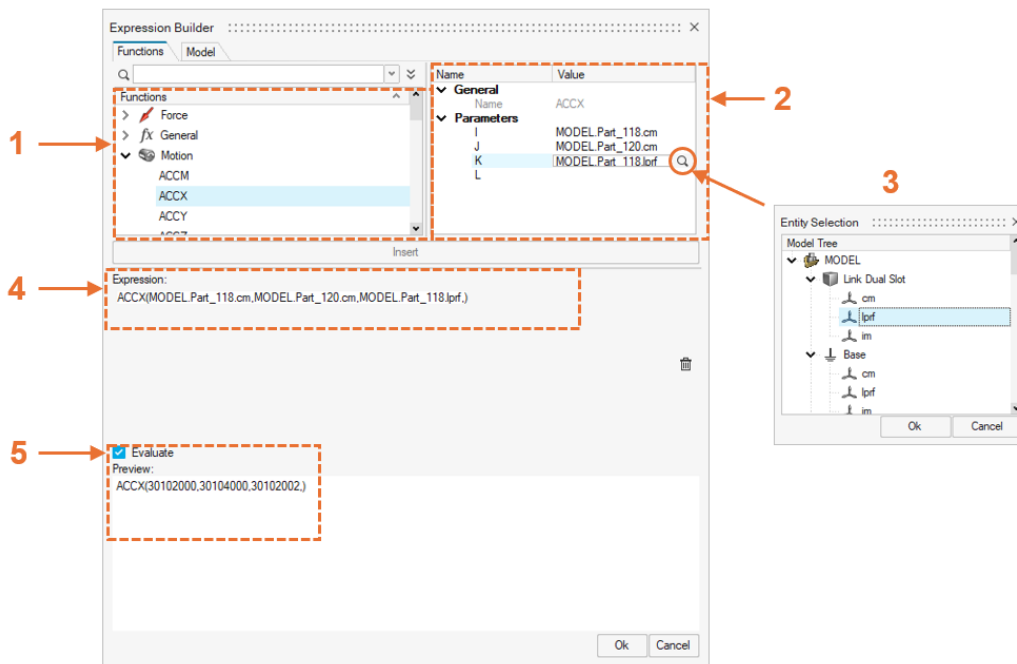 Expression Builder
Functions Model
Functions
Force
fx General
Motion
ACCM
ACCX
ACCY
Name Value
General
Name ACCX
Parameters
I MODEL.Part_118.cm
J MODEL.Part_120.cm
K MODEL.Part_118.lprf
L
Insert
Expression:
ACCX(MODEL.Part_118.cm,MODEL.Part_120.cm,MODEL.Part_118.lprf,)
Evaluate
Preview:
ACCX(30102000,30104000,30102002,)
Ok Cancel
1
2
3
4
5
Entity Selection
Model Tree
MODEL
Link Dual Slot
cm
lprf
im
Base
cm
lprf
im
Ok Cancel